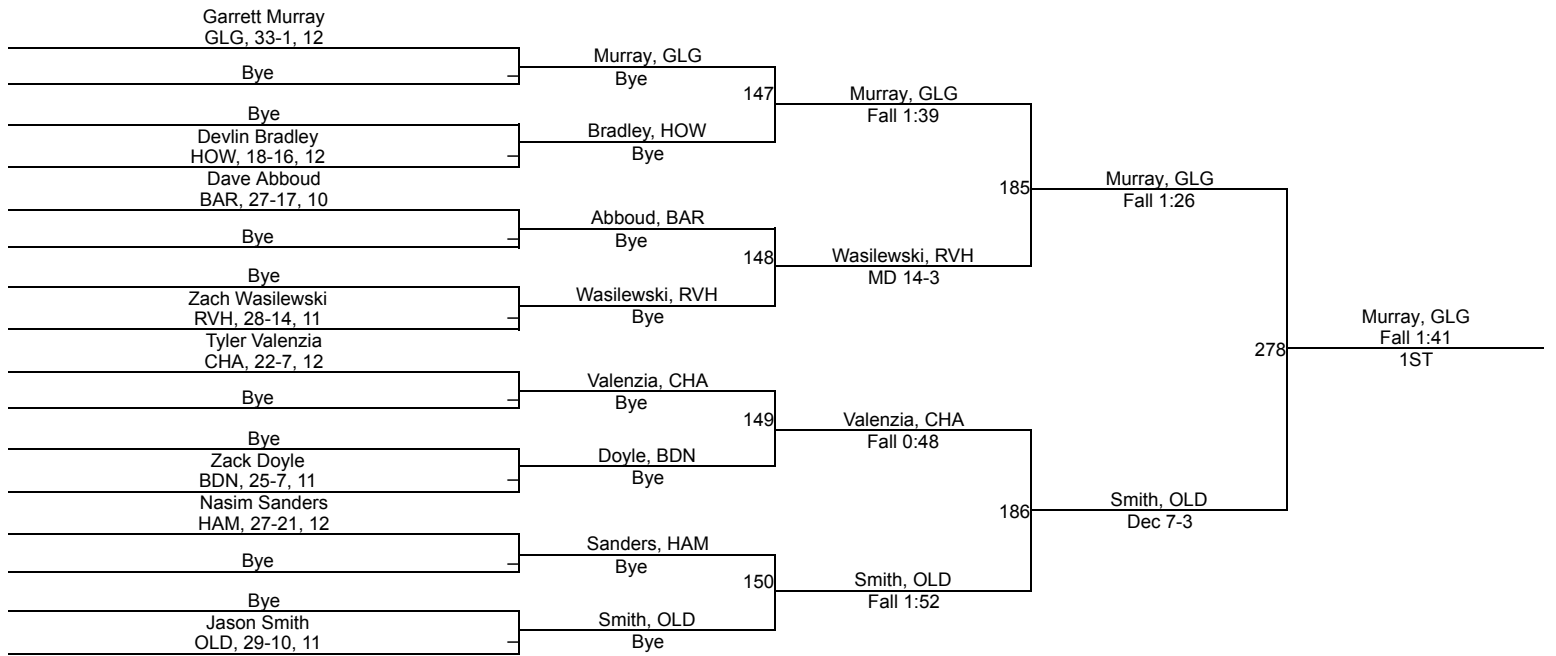 Garrett Murray
GLG, 33-1, 12
Bye
Bye
Devlin Bradley
HOW, 18-16, 12
Dave Abboud
BAR, 27-17, 10
Bye
Bye
Zach Wasilewski
RVH, 28-14, 11
Tyler Valenzia
CHA, 22-7, 12
Bye
Bye
Zack Doyle
BDN, 25-7, 11
Nasim Sanders
HAM, 27-21, 12
Bye
Bye
Jason Smith
OLD, 29-10, 11
Murray, GLG
Bye
147
Bradley, HOW
Bye
Abboud, BAR
Bye
148
Wasilewski, RVH
Bye
Valenzia, CHA
Bye
149
Doyle, BDN
Bye
Sanders, HAM
Bye
150
Smith, OLD
Bye
Murray, GLG
Fall 1:39
185
Wasilewski, RVH
MD 14-3
Valenzia, CHA
Fall 0:48
186
Smith, OLD
Fall 1:52
Murray, GLG
Fall 1:26
278
Smith, OLD
Dec 7-3
Murray, GLG
Fall 1:41
1ST